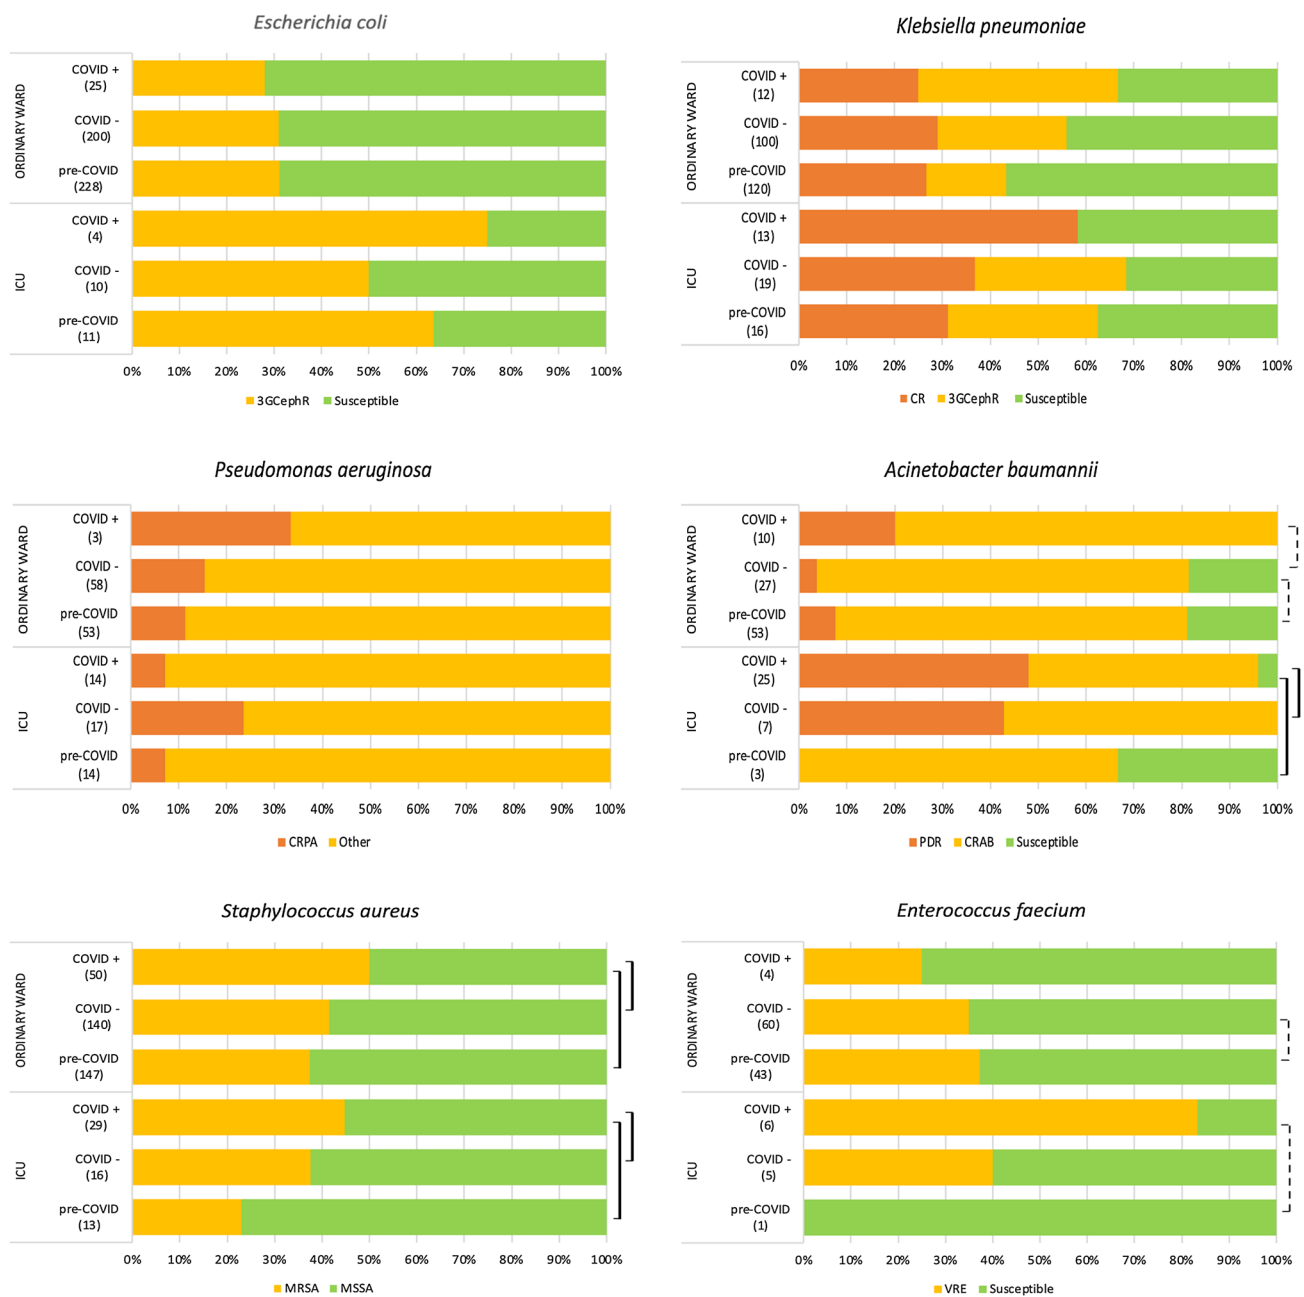 Escherichia coli
ORDINARY WARD
COVID +
(25)
COVID -
(200)
pre-COVID
(228)
ICU
COVID +
(4)
COVID -
(10)
pre-COVID
(11)
0% 10% 20% 30% 40% 50% 60% 70% 80% 90% 100%
3GCephR Susceptible
Klebsiella pneumoniae
ORDINARY WARD
COVID +
(12)
COVID -
(100)
pre-COVID
(120)
ICU
COVID +
(13)
COVID -
(19)
pre-COVID
(16)
0% 10% 20% 30% 40% 50% 60% 70% 80% 90% 100%
CR 3GCephR Susceptible
Pseudomonas aeruginosa
ORDINARY WARD
COVID +
(3)
COVID -
(58)
pre-COVID
(53)
ICU
COVID +
(14)
COVID -
(17)
pre-COVID
(14)
0% 10% 20% 30% 40% 50% 60% 70% 80% 90% 100%
CRPA Other
Acinetobacter baumannii
ORDINARY WARD
COVID +
(10)
COVID -
(27)
pre-COVID
(53)
ICU
COVID +
(25)
COVID -
(7)
pre-COVID
(3)
0% 10% 20% 30% 40% 50% 60% 70% 80% 90% 100%
PDR CRAB Susceptible
Staphylococcus aureus
ORDINARY WARD
COVID +
(50)
COVID -
(140)
pre-COVID
(147)
ICU
COVID +
(29)
COVID -
(16)
pre-COVID
(13)
0% 10% 20% 30% 40% 50% 60% 70% 80% 90% 100%
MRSA MSSA
Enterococcus faecium
ORDINARY WARD
COVID +
(4)
COVID -
(60)
pre-COVID
(43)
ICU
COVID +
(6)
COVID -
(5)
pre-COVID
(1)
0% 10% 20% 30% 40% 50% 60% 70% 80% 90% 100%
VRE Susceptible